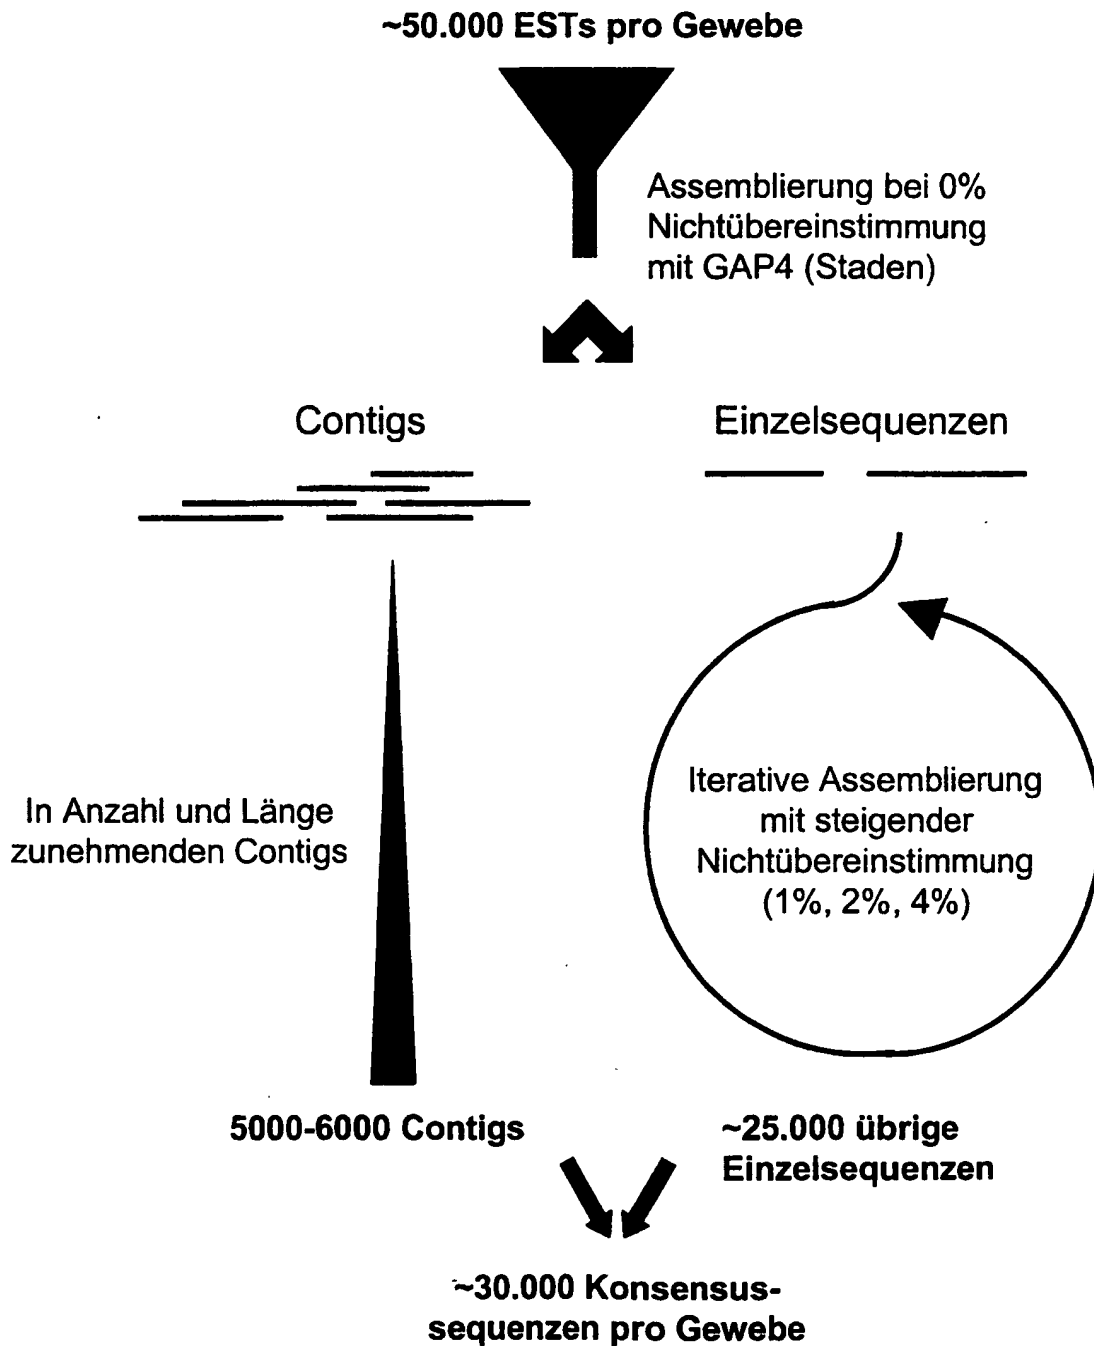 ~50.000 ESTs pro Gewebe
Assemblierung bei 0%
Nichtübereinstimmung
mit GAP4 (Staden)
Contigs
Einzelsequenzen
In Anzahl und Länge
zunehmenden Contigs
Iterative Assemblierung
mit steigender
Nichtübereinstimmung
(1%, 2%, 4%)
5000-6000 Contigs
~25.000 übrige
Einzelsequenzen
~30.000 Konsensus-
sequenzen pro Gewebe